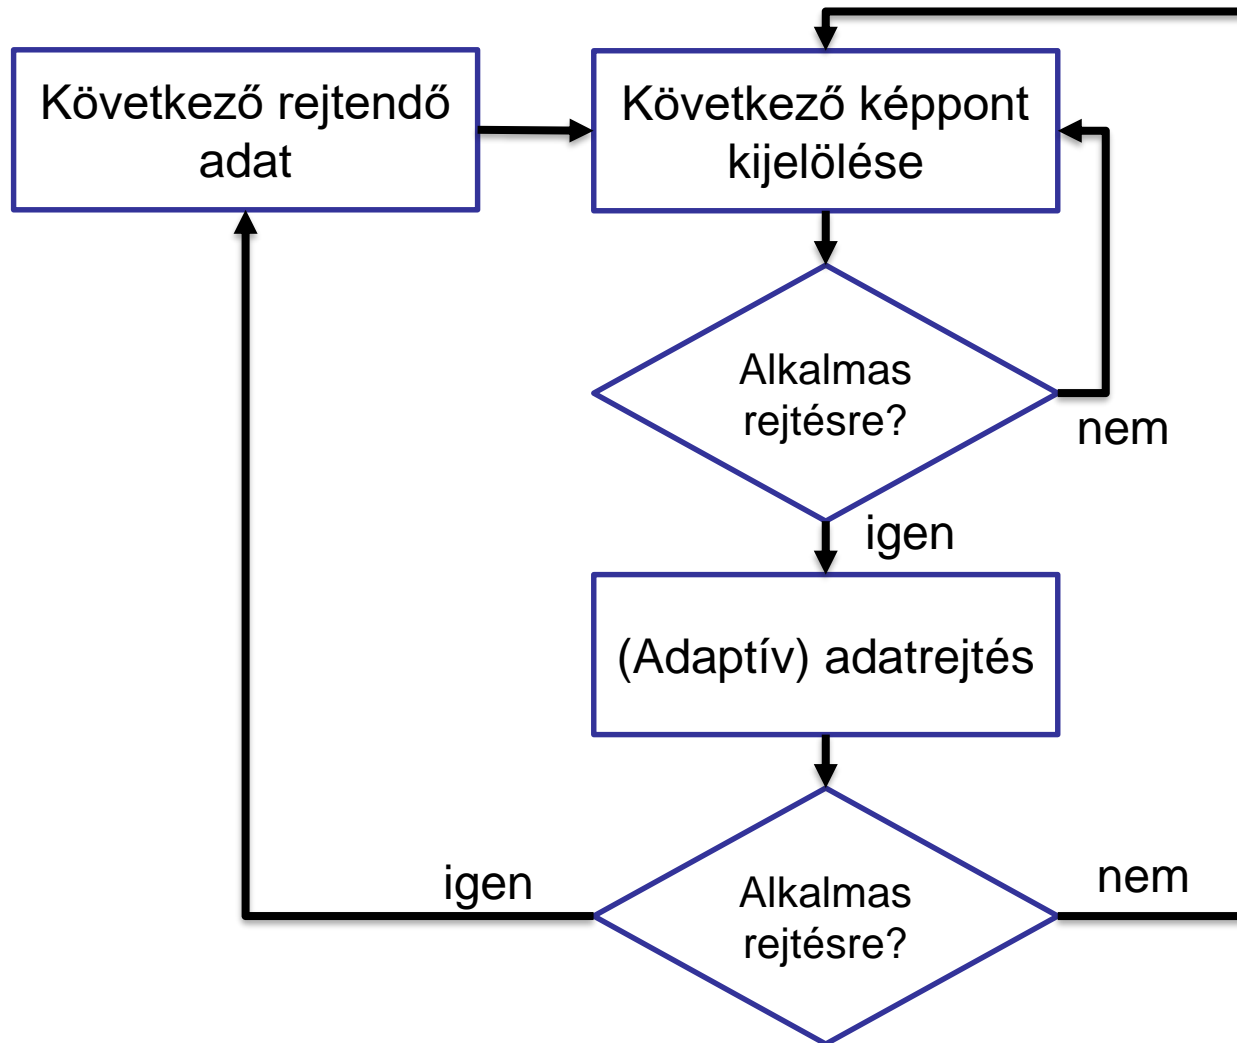 Következő rejtendő
adat
Következő képpont
kijelölése
Alkalmas
rejtésre?
nem
igen
(Adaptív) adatrejtés
igen
Alkalmas
rejtésre?
nem